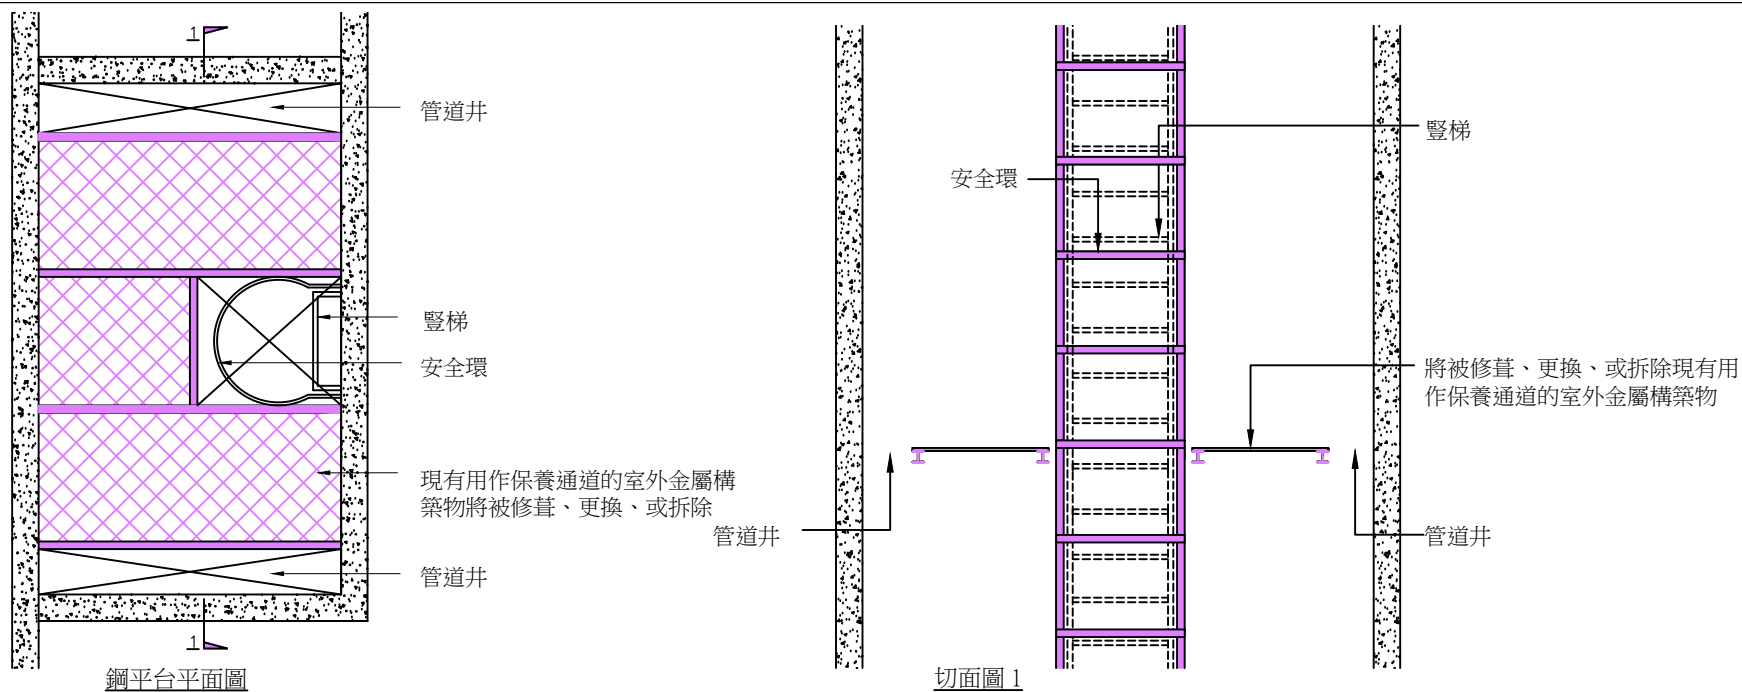 1
管道井
豎梯
安全環
現有用作保養通道的室外金屬構
築物將被修葺、更換、或拆除
管道井
1
鋼平台平面圖
豎梯
安全環
將被修葺、更換、或拆除現有用
作保養通道的室外金屬構築物
管道井
管道井
切面圖 1